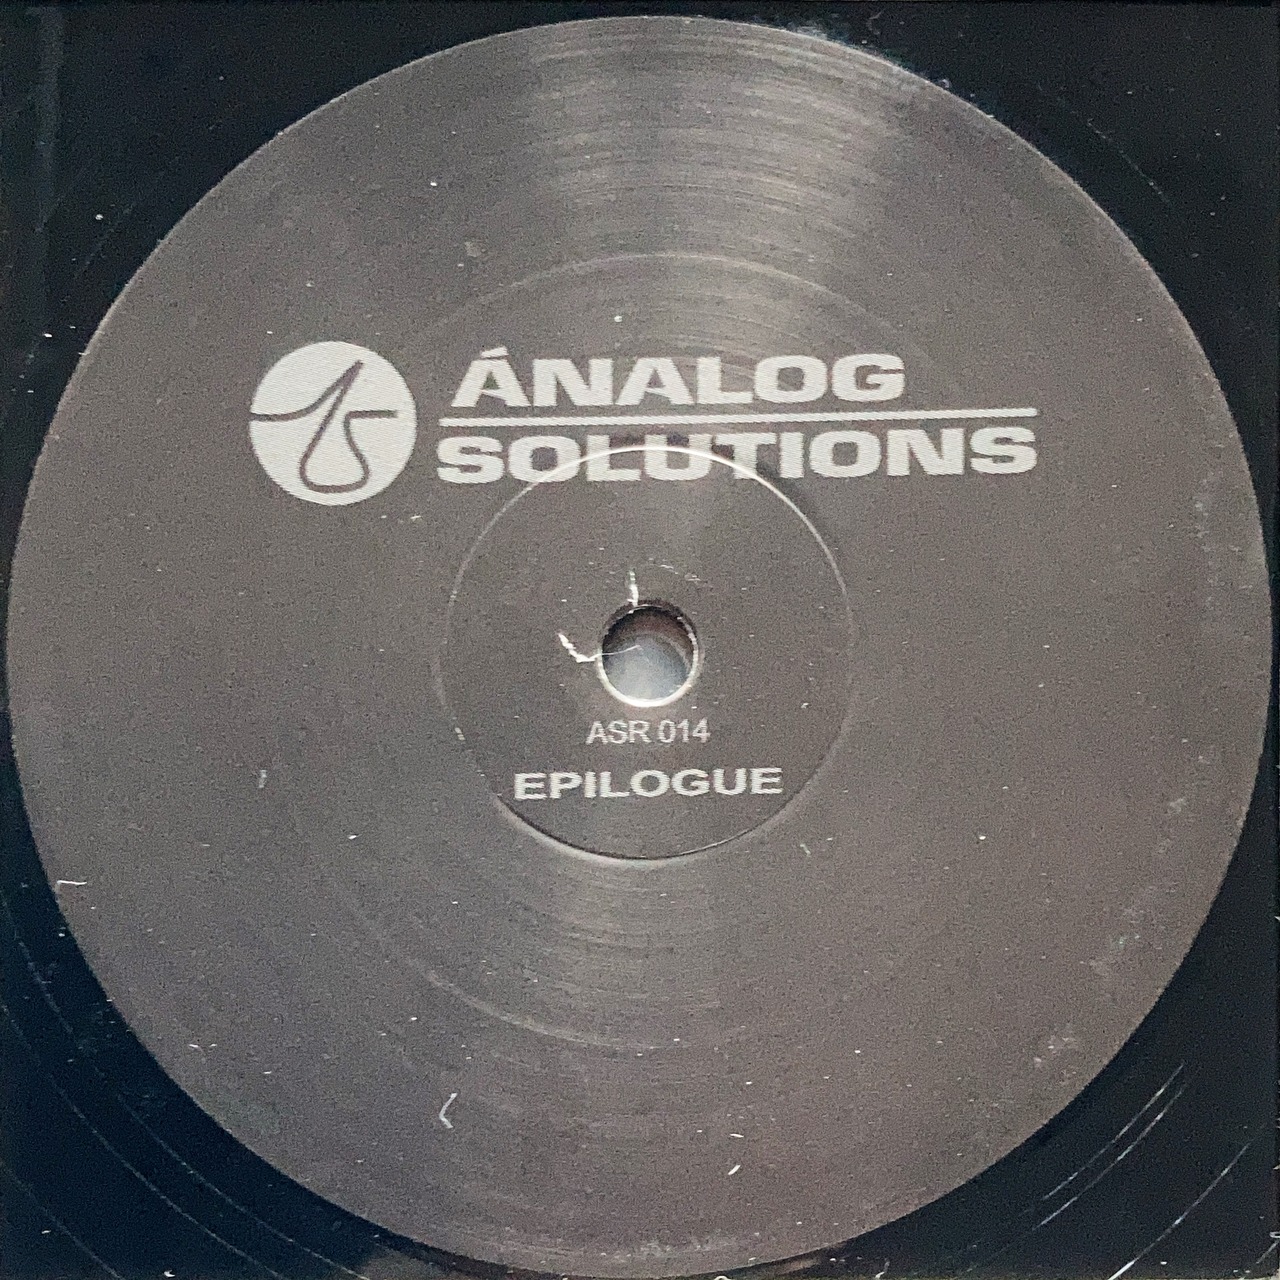 ÁNALOG
SOLUTIONS
ASR 014
EPILOGUE